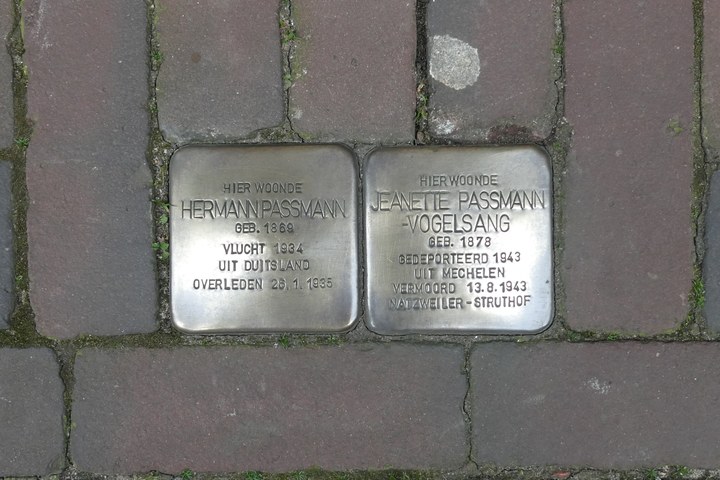 HIER WOONDE
HERMANN PASSMANN
GEB. 1869
VLUCHT 1934
UIT DUITSLAND
OVERLEDEN 26.1.1935
HIER WOONDE
JEANETTE PASSMANN
-VOGELSANG
GEB. 1878
GEDEPORTEERD 1943
UIT MECHELEN
VERMOORD 13.8.1943
NATZWEILER-STRUTHOF